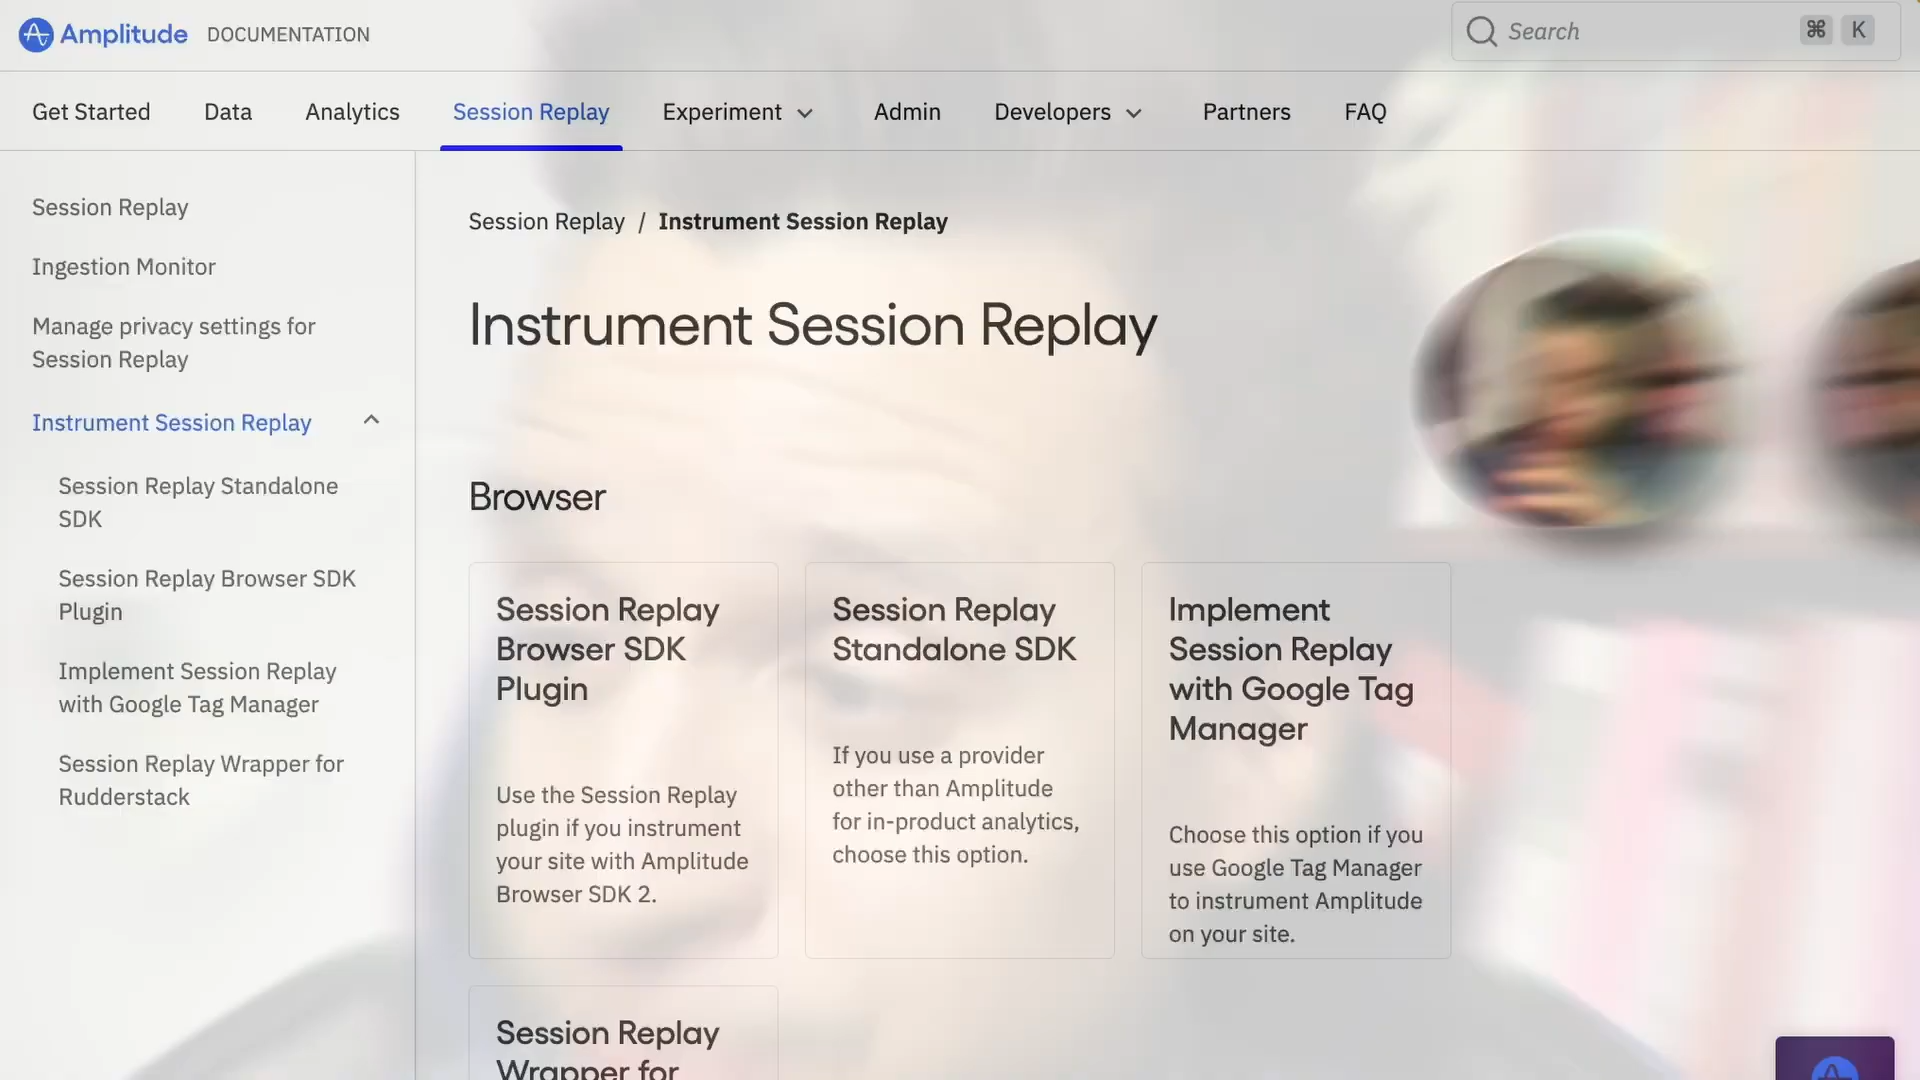 Amplitude DOCUMENTATION
Search ⌘ K
Get Started Data Analytics Session Replay Experiment Admin Developers Partners FAQ
Session Replay
Ingestion Monitor
Manage privacy settings for
Session Replay
Instrument Session Replay
Session Replay Standalone
SDK
Session Replay Browser SDK
Plugin
Implement Session Replay
with Google Tag Manager
Session Replay Wrapper for
Rudderstack
Session Replay / Instrument Session Replay
Instrument Session Replay
Browser
Session Replay
Browser SDK
Plugin
Use the Session Replay
plugin if you instrument
your site with Amplitude
Browser SDK 2.
Session Replay
Standalone SDK
If you use a provider
other than Amplitude
for in-product analytics,
choose this option.
Implement
Session Replay
with Google Tag
Manager
Choose this option if you
use Google Tag Manager
to instrument Amplitude
on your site.
Session Replay
Wrapper for